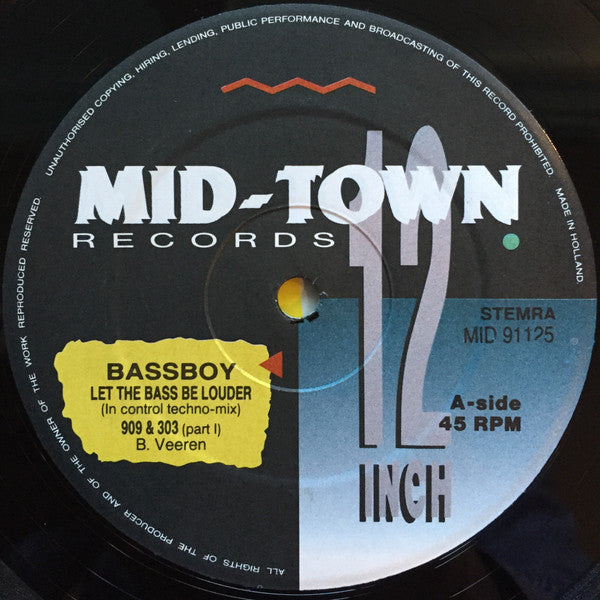 ALL RIGHTS OF THE PRODUCER AND OF THE OWNER OF THE WORK REPRODUCED RESERVED. UNAUTHORISED COPYING, HIRING, LENDING, PUBLIC PERFORMANCE AND BROADCASTING OF THIS RECORD PROHIBITED. MADE IN HOLLAND.
MID-TOWN
RECORDS
12
INCH
STEMRA
MID 91125
A-side
45 RPM
BASSBOY
LET THE BASS BE LOUDER
(In control techno-mix)
909 & 303 (part I)
B. Veeren